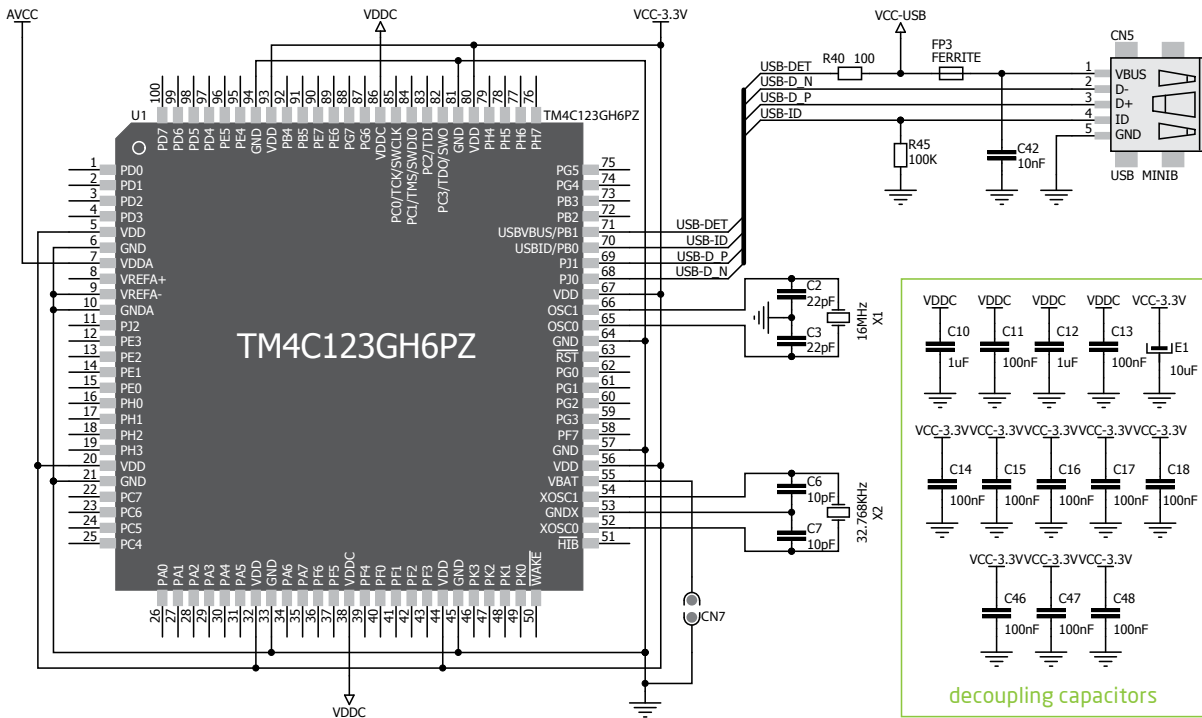 AVCC
VDDC
VCC-3.3V
VCC-USB
CN5
R40 100
FP3
FERRITE
USB-DET
USB-D_N
USB-D_P
USB-ID
1 VBUS
2 D-
3 D+
4 ID
5 GND
R45
100K
C42
10nF
USB MINIB
100 99 98 97 96 95 94 93 92 91 90 89 88 87 86 85 84 83 82 81 80 79 78 77 76
U1
TM4C123GH6PZ
PD7 PD6 PD5 PD4 PE5 PE4 GND VDD PB4 PB5 PE7 PE6 PG7 PG6 VDDC PC0/TCK/SWCLK PC1/TMS/SWDIO PC2/TDI PC3/TDO/SWO GND VDD PH4 PH5 PH6 PH7
1 PD0
2 PD1
3 PD2
4 PD3
5 VDD
6 GND
7 VDDA
8 VREFA+
9 VREFA-
10 GNDA
11 PJ2
12 PE3
13 PE2
14 PE1
15 PE0
16 PH0
17 PH1
18 PH2
19 PH3
20 VDD
21 GND
22 PC7
23 PC6
24 PC5
25 PC4
TM4C123GH6PZ
PG5 75
PG4 74
PB3 73
PB2 72
USBVBUS/PB1 71 USB-DET
USBID/PB0 70 USB-ID
PJ1 69 USB-D_P
PJ0 68 USB-D_N
VDD 67
OSC1 66
OSC0 65
GND 64
RST 63
PG0 62
PG1 61
PG2 60
PG3 59
PF7 58
GND 57
VDD 56
VBAT 55
XOSC1 54
GNDX 53
XOSC0 52
HIB 51
PA0 PA1 PA2 PA3 PA4 PA5 VDD GND PA6 PA7 PF6 PF5 VDDC PF4 PF0 PF1 PF2 PF3 VDD GND PK3 PK2 PK1 PK0 WAKE
26 27 28 29 30 31 32 33 34 35 36 37 38 39 40 41 42 43 44 45 46 47 48 49 50
VDDC
C2
22pF
C3
22pF
16MHz
X1
C6
10pF
C7
10pF
32.768KHz
X2
CN7
VDDC VDDC VDDC VDDC VCC-3.3V
C10 C11 C12 C13 E1
1uF 100nF 1uF 100nF 10uF
VCC-3.3V VCC-3.3V VCC-3.3V VCC-3.3V VCC-3.3V
C14 C15 C16 C17 C18
100nF 100nF 100nF 100nF 100nF
VCC-3.3V VCC-3.3V VCC-3.3V
C46 C47 C48
100nF 100nF 100nF
decoupling capacitors